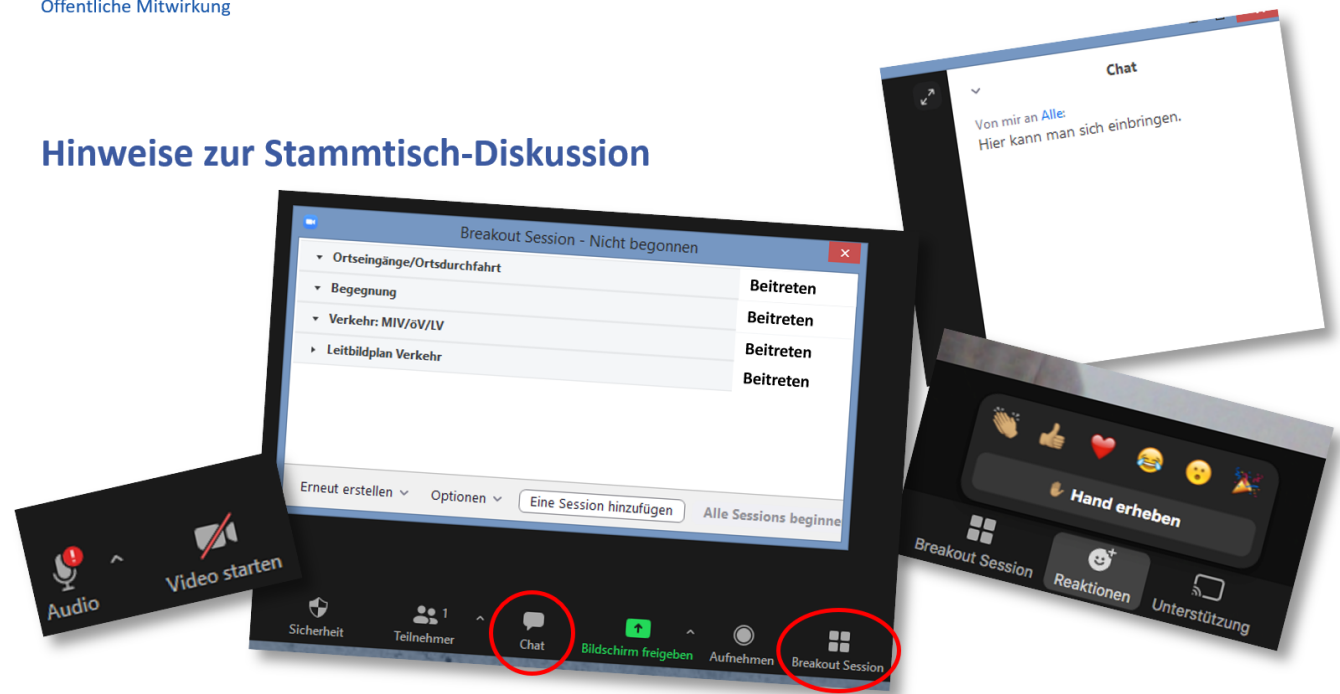 Öffentliche Mitwirkung
Hinweise zur Stammtisch-Diskussion
Chat
Von mir an Alle:
Hier kann man sich einbringen.
Breakout Session - Nicht begonnen
Ortseingänge/Ortsdurchfahrt Beitreten
Begegnung Beitreten
Verkehr: MIV/öV/LV Beitreten
Leitbildplan Verkehr Beitreten
Erneut erstellen Optionen Eine Session hinzufügen Alle Sessions beginne
Audio Video starten
Sicherheit Teilnehmer 1 Chat Bildschirm freigeben Aufnehmen Breakout Session
Hand erheben
Breakout Session Reaktionen Unterstützung